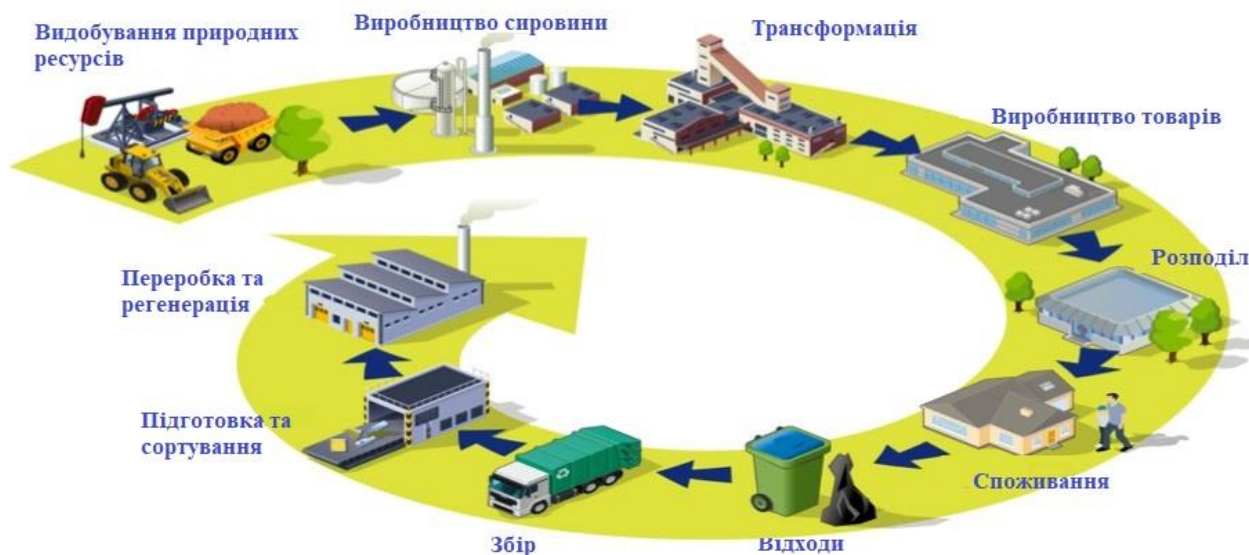 Видобування природних
ресурсів
Виробництво сировини
Трансформація
Виробництво товарів
Розподіл
Споживання
Відходи
Збір
Підготовка та
сортування
Переробка та
регенерація